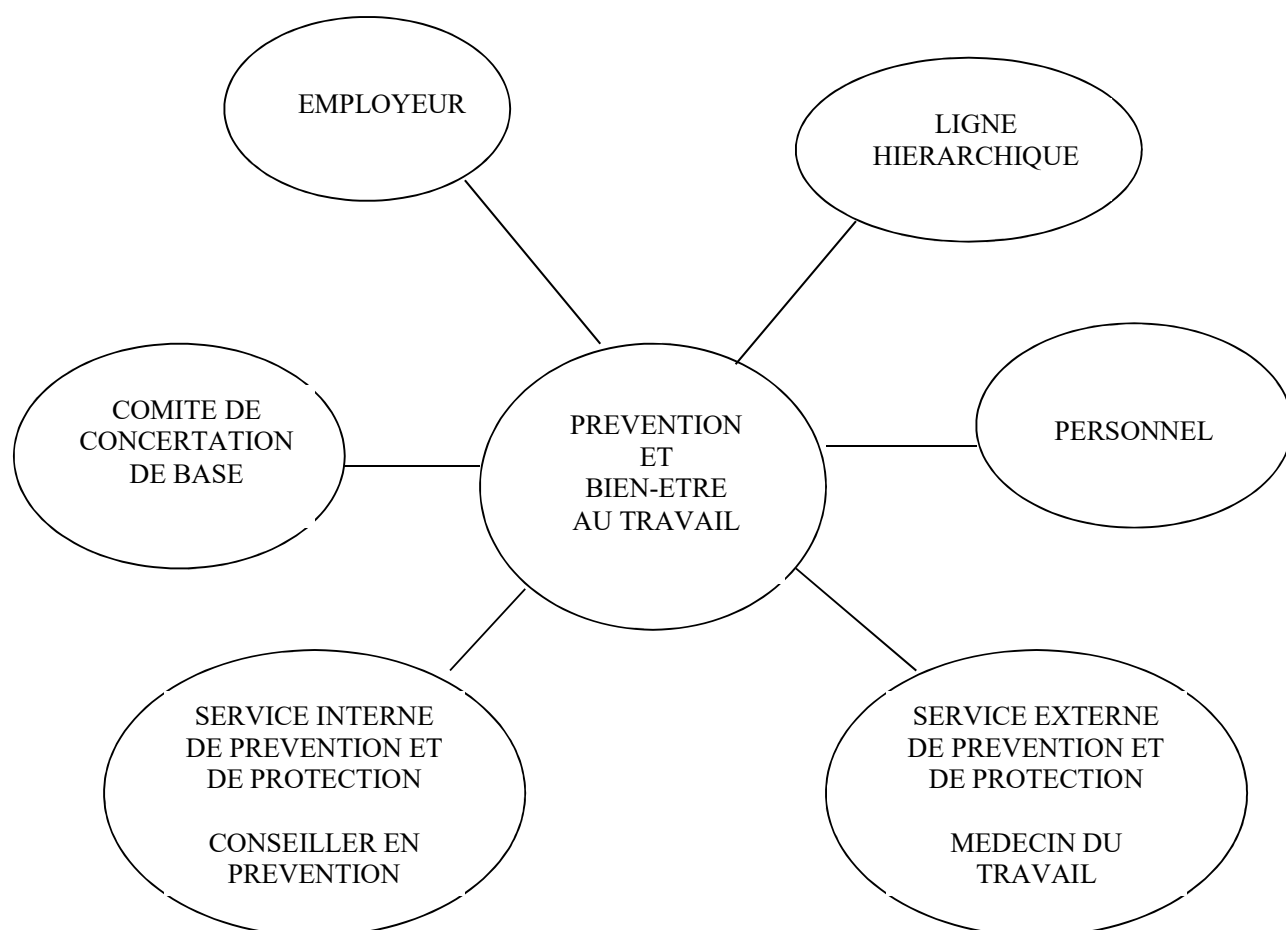 EMPLOYEUR
LIGNE
HIERARCHIQUE
COMITE DE
CONCERTATION
DE BASE
PREVENTION
ET
BIEN-ETRE
AU TRAVAIL
PERSONNEL
SERVICE INTERNE
DE PREVENTION ET
DE PROTECTION
CONSEILLER EN
PREVENTION
SERVICE EXTERNE
DE PREVENTION ET
DE PROTECTION
MEDECIN DU
TRAVAIL